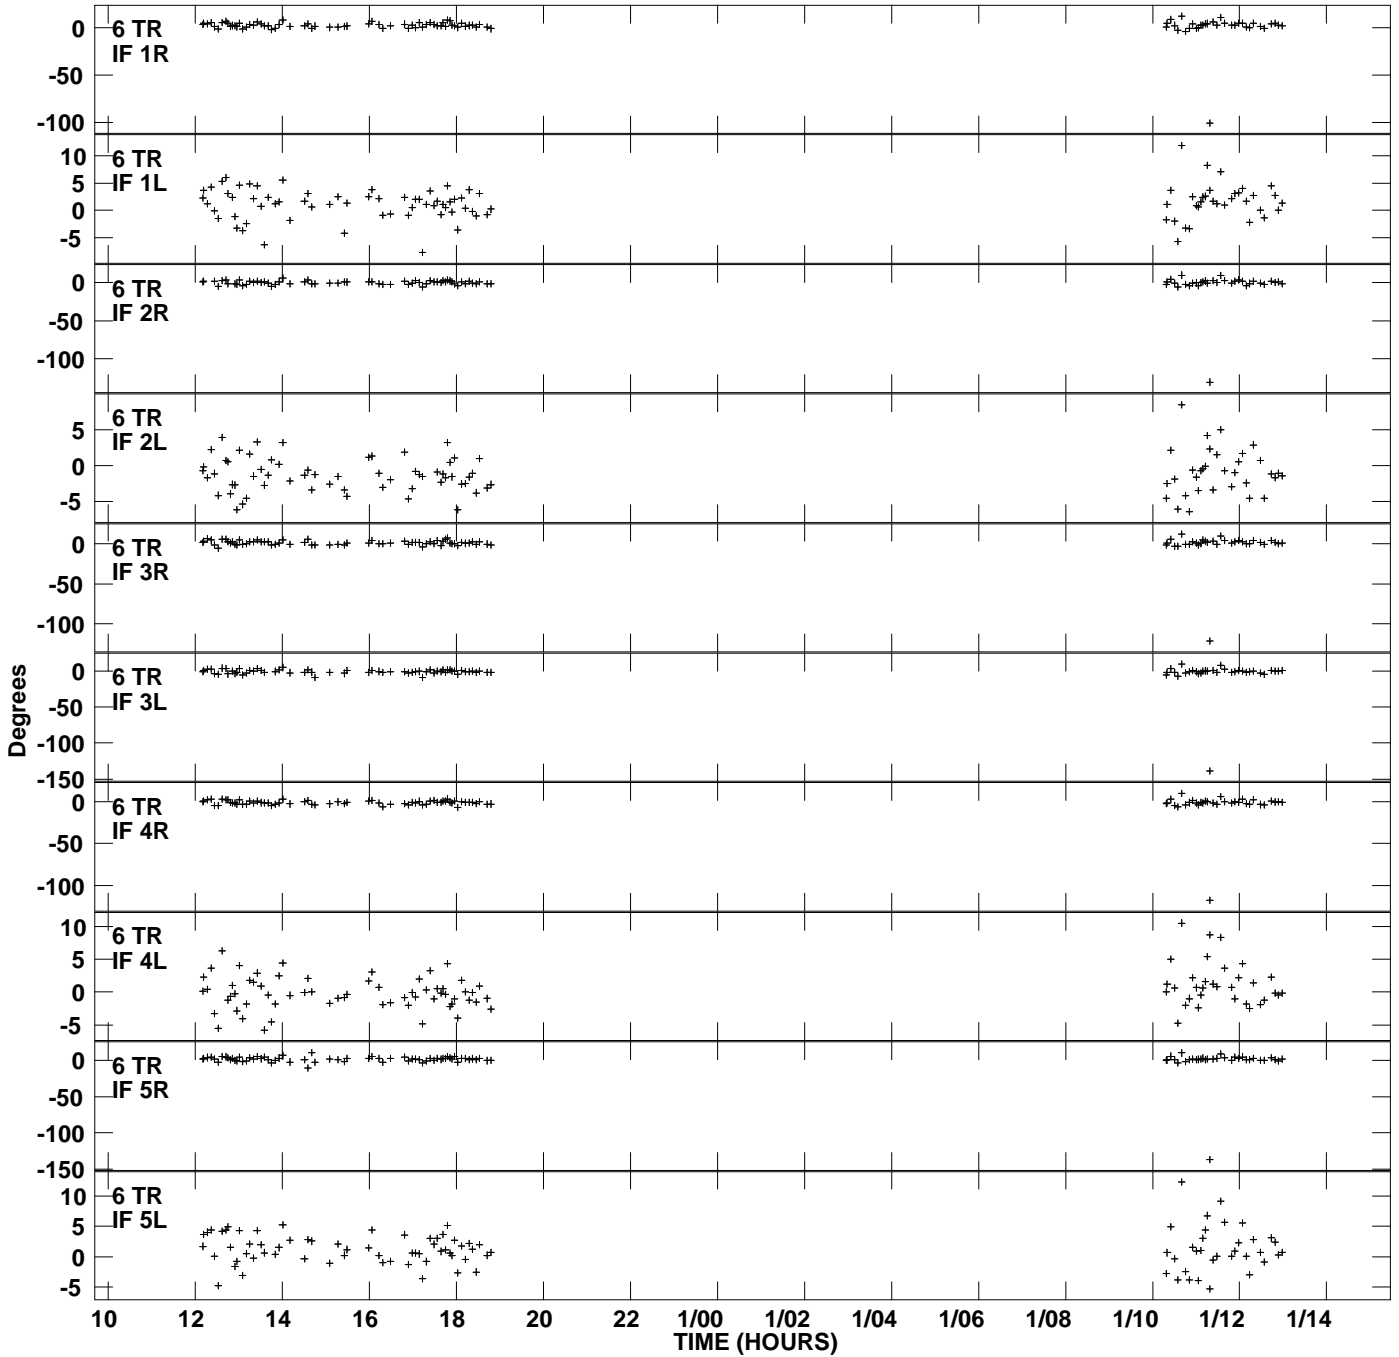 0
-50
-100
6 TR
IF 1R
10
5
0
-5
6 TR
IF 1L
0
-50
-100
6 TR
IF 2R
5
0
-5
6 TR
IF 2L
0
-50
-100
6 TR
IF 3R
0
-50
-100
-150
6 TR
IF 3L
0
-50
-100
6 TR
IF 4R
10
5
0
-5
6 TR
IF 4L
0
-50
-100
-150
6 TR
IF 5R
10
5
0
-5
6 TR
IF 5L
Degrees
10 12 14 16 18 20 22 1/00 1/02 1/04 1/06 1/08 1/10 1/12 1/14
TIME (HOURS)